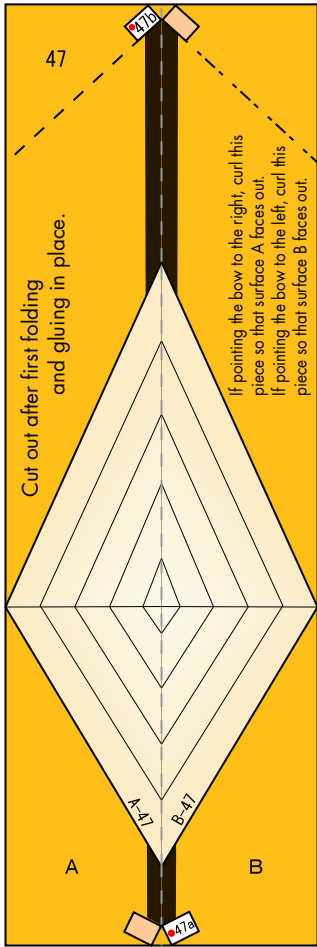 47b
47
Cut out after first folding
and gluing in place.
If pointing the bow to the right, curl this
piece so that surface A faces out.
If pointing the bow to the left, curl this
piece so that surface B faces out.
A-47
B-47
A
B
47a